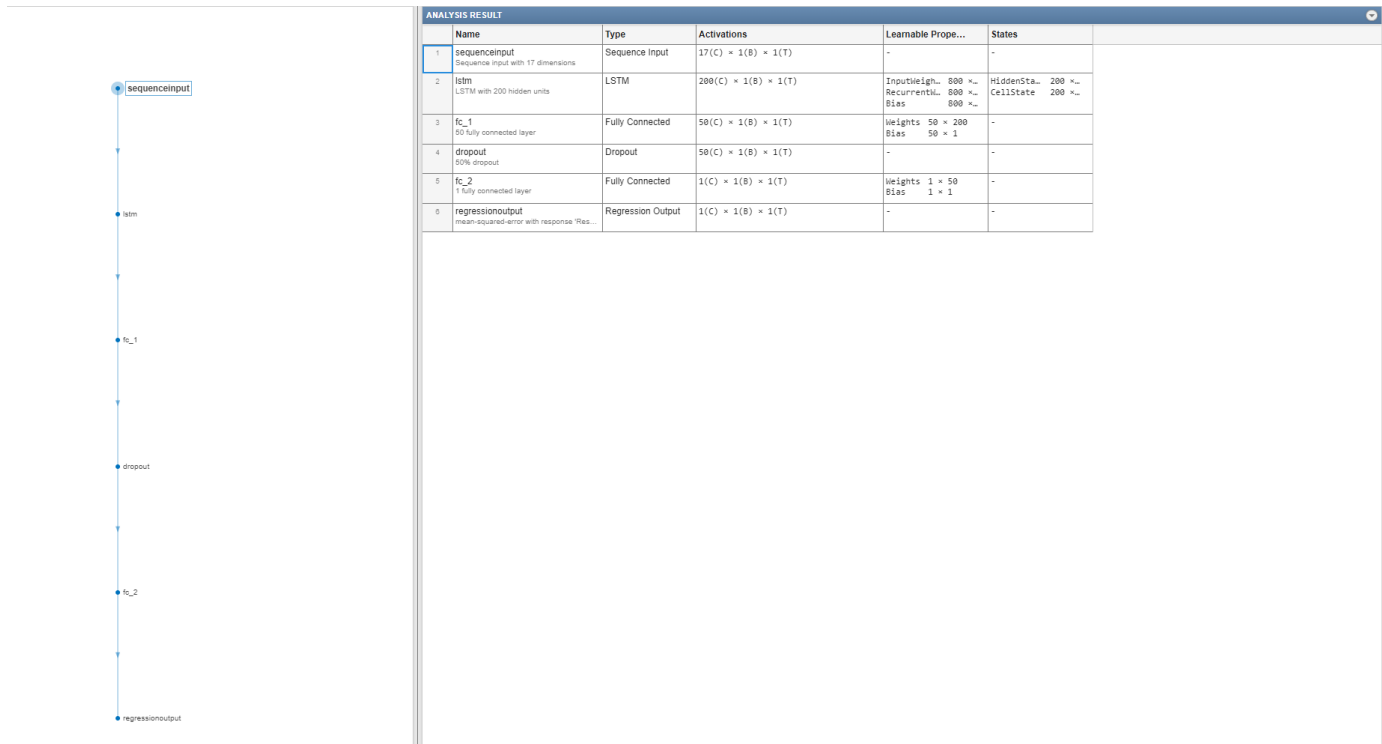 sequenceinput
lstm
fc_1
dropout
fc_2
regressionoutput
ANALYSIS RESULT
Name Type Activations Learnable Prope... States
1 sequenceinput Sequence Input 17(C) × 1(B) × 1(T) - -
Sequence input with 17 dimensions
2 lstm LSTM 200(C) × 1(B) × 1(T) InputWeigh… 800 ×… HiddenSta… 200 ×…
LSTM with 200 hidden units RecurrentW… 800 ×… CellState 200 ×…
Bias 800 ×…
3 fc_1 Fully Connected 50(C) × 1(B) × 1(T) Weights 50 × 200 -
50 fully connected layer Bias 50 × 1
4 dropout Dropout 50(C) × 1(B) × 1(T) - -
50% dropout
5 fc_2 Fully Connected 1(C) × 1(B) × 1(T) Weights 1 × 50 -
1 fully connected layer Bias 1 × 1
6 regressionoutput Regression Output 1(C) × 1(B) × 1(T) - -
mean-squared-error with response 'Res...